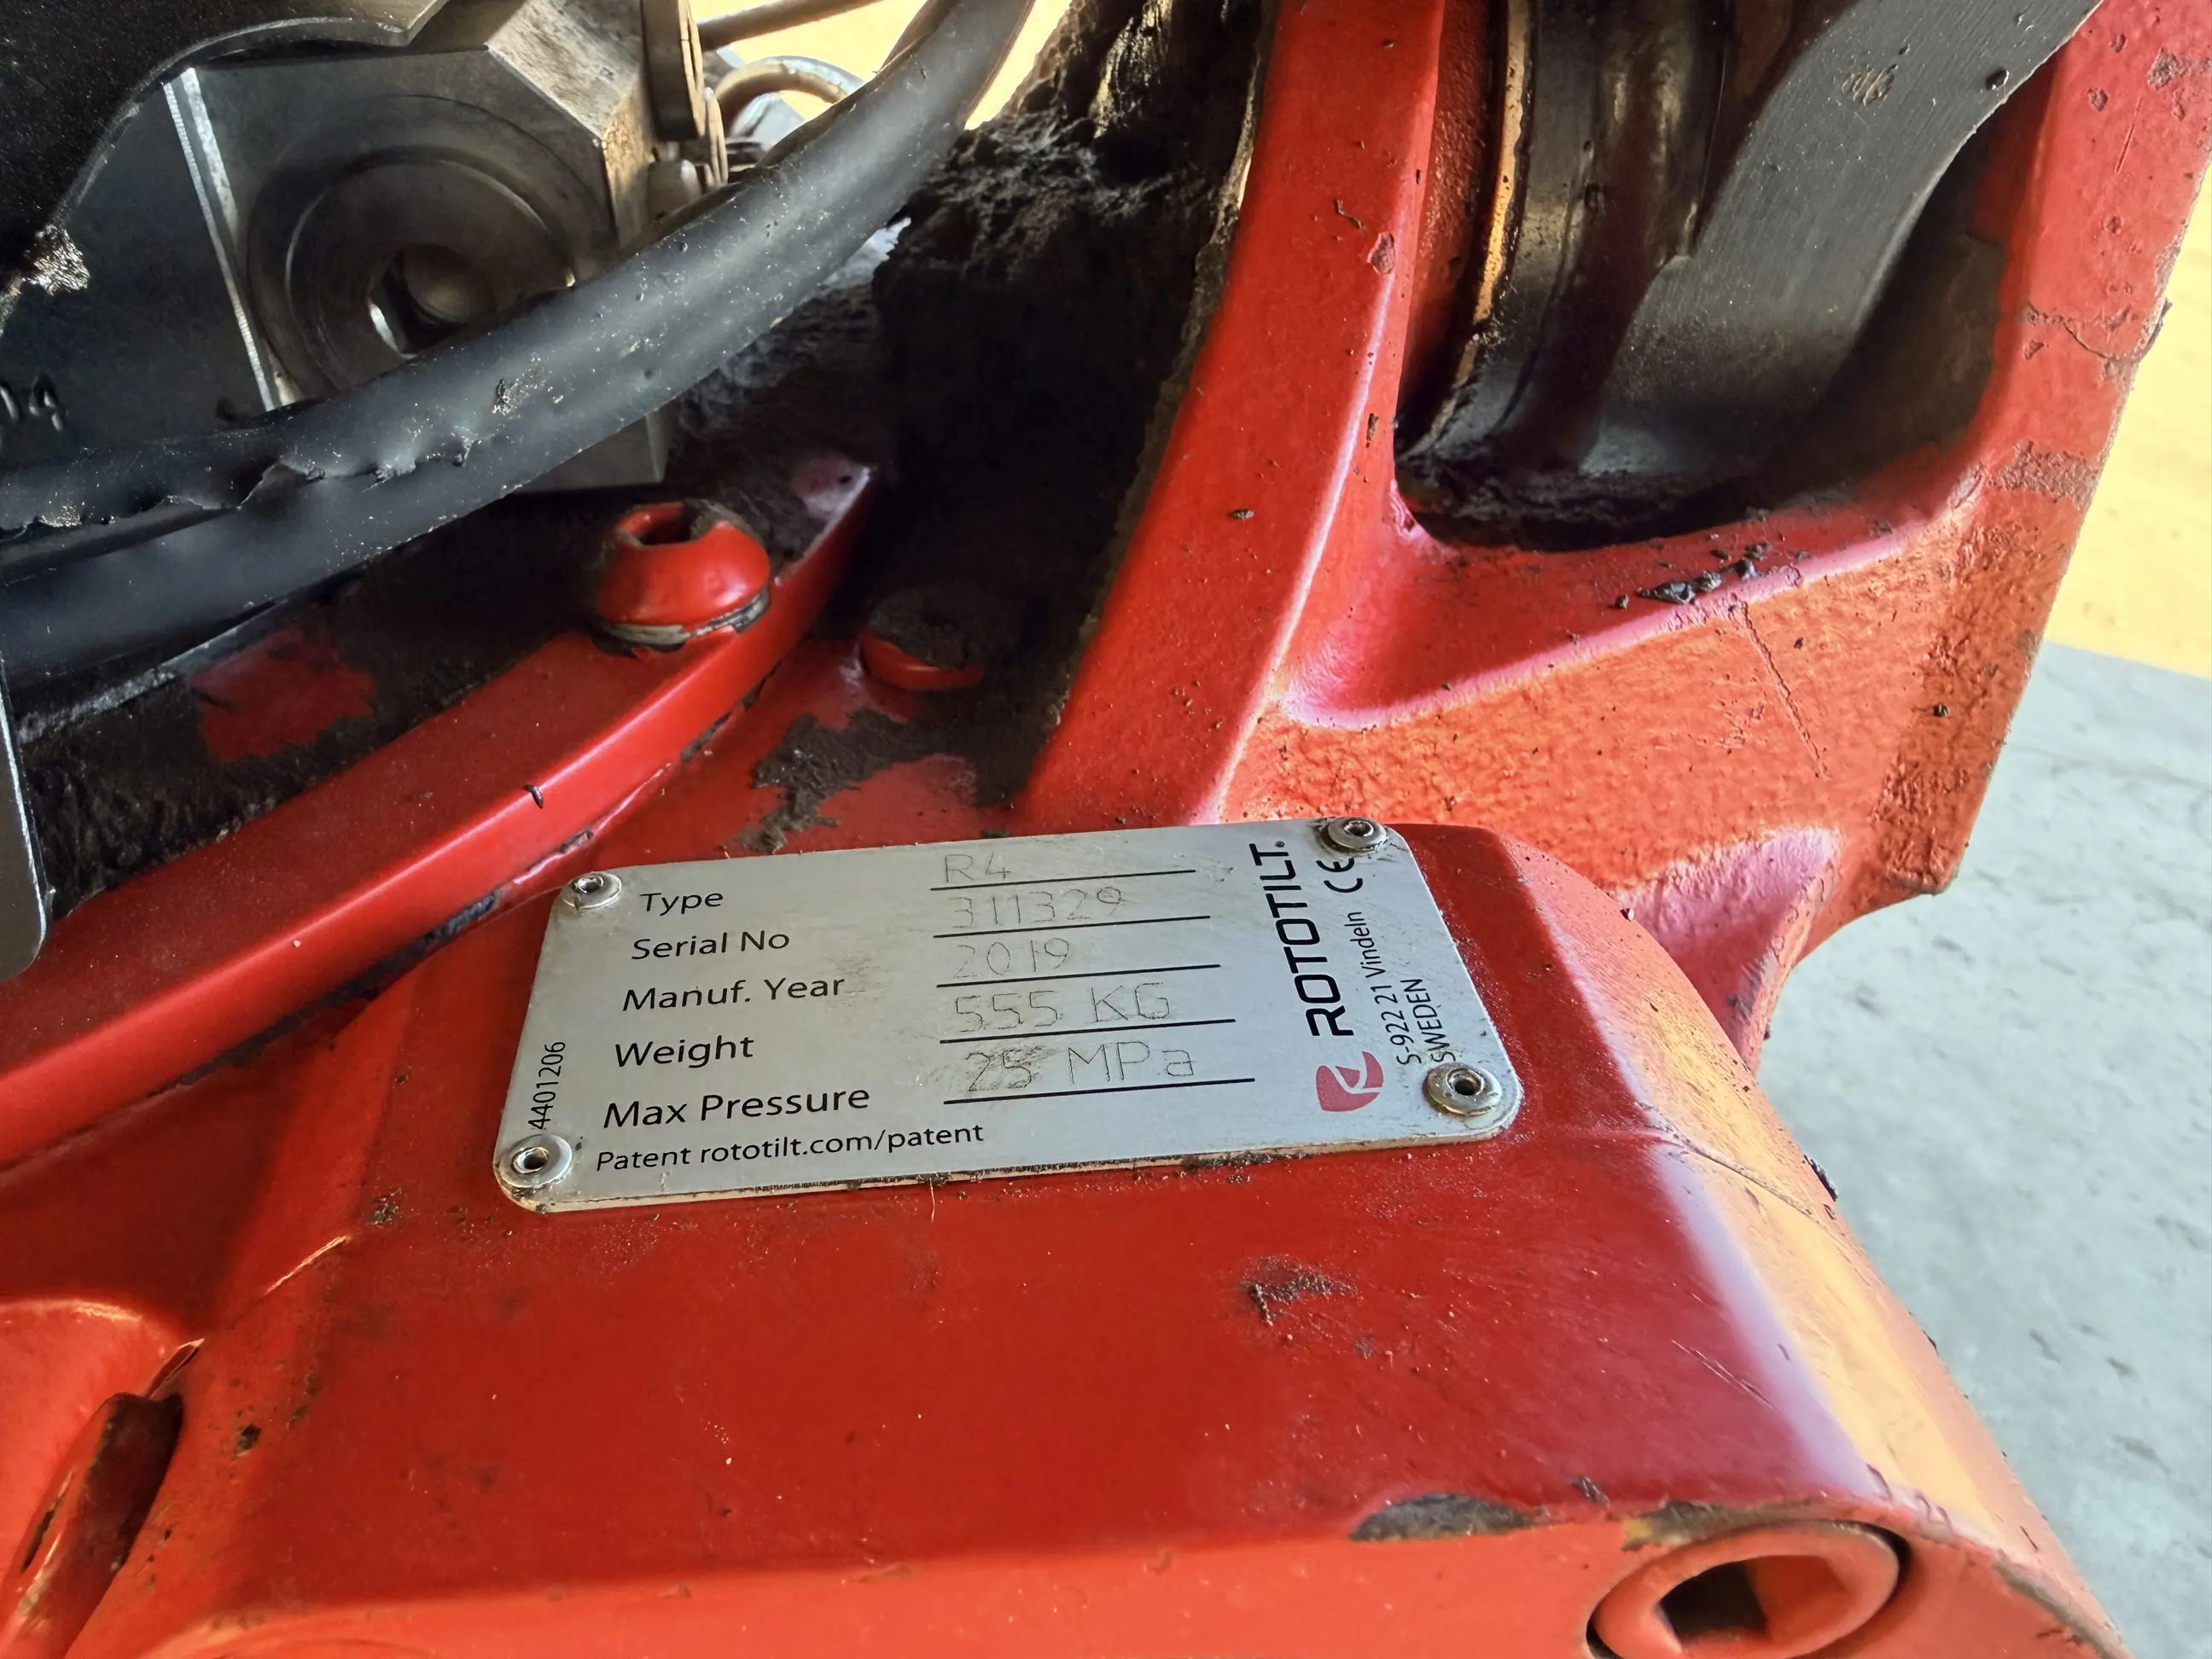 Type R4
Serial No 311329
Manuf. Year 2019
Weight 555 KG
Max Pressure 25 MPa
Patent rototilt.com/patent
4401206
ROTOTILT.
S-922 21 Vindeln CE
SWEDEN